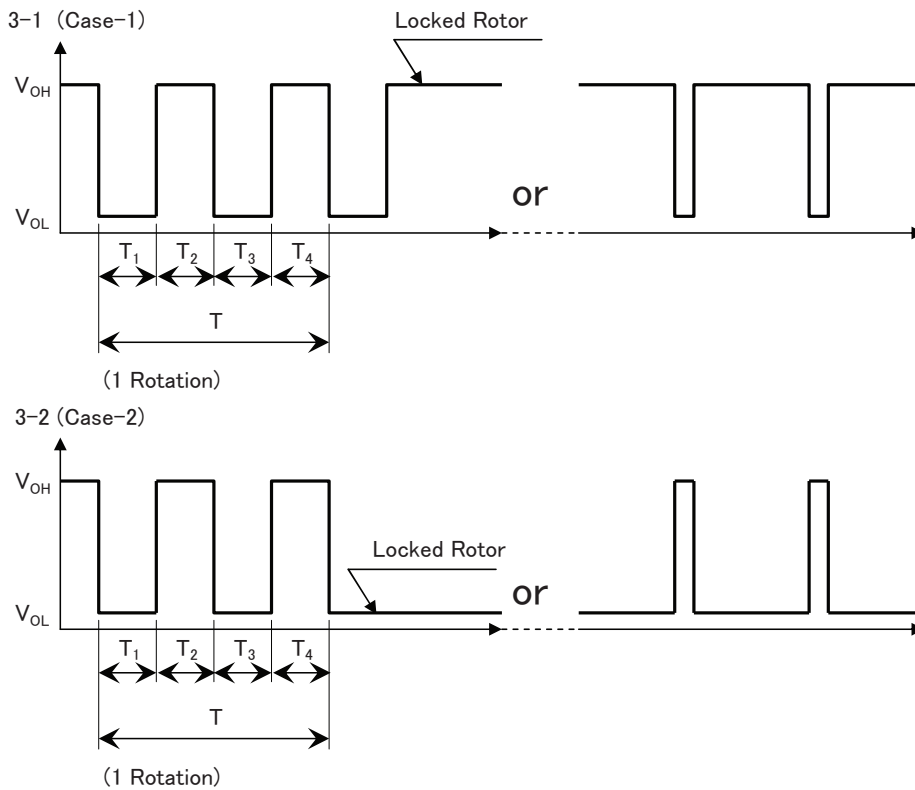 3-1 (Case-1)
Locked Rotor
VOH
or
VOL
T1 T2 T3 T4
T
(1 Rotation)
3-2 (Case-2)
VOH
Locked Rotor
or
VOL
T1 T2 T3 T4
T
(1 Rotation)